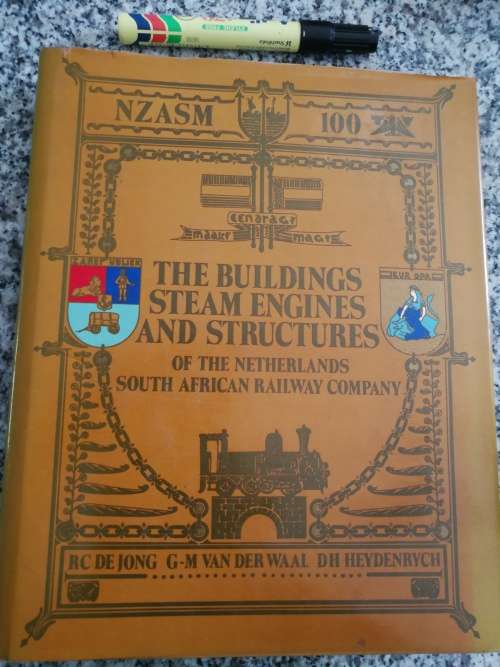 NZASM 100
EENDRAGT
MAAKT MAGT
THE BUILDINGS
STEAM ENGINES
AND STRUCTURES
OF THE NETHERLANDS
SOUTH AFRICAN RAILWAY COMPANY
RC DE JONG G-M VAN DER WAAL DH HEYDENRYCH